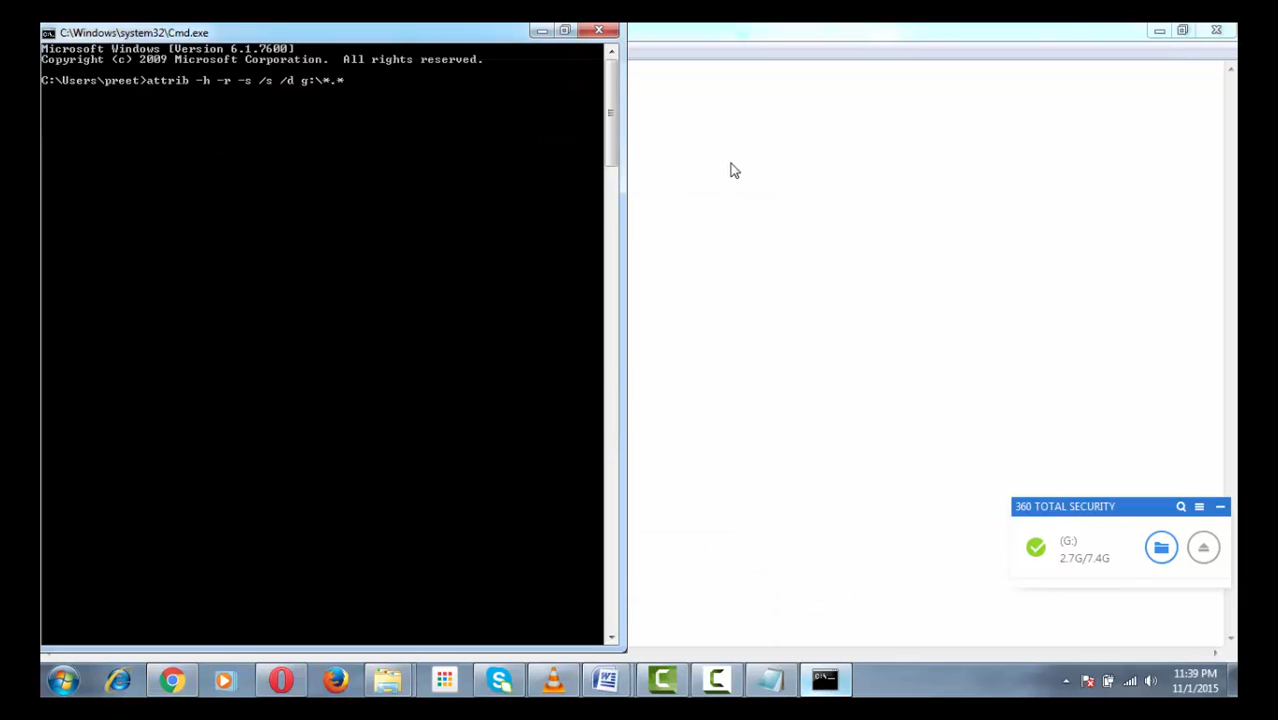 C:\Windows\system32\Cmd.exe
Microsoft Windows [Version 6.1.7600]
Copyright (c) 2009 Microsoft Corporation.  All rights reserved.
C:\Users\preet>attrib -h -r -s /s /d g:\*.*
360 TOTAL SECURITY
(G:)
2.7G/7.4G
11:39 PM
11/1/2015